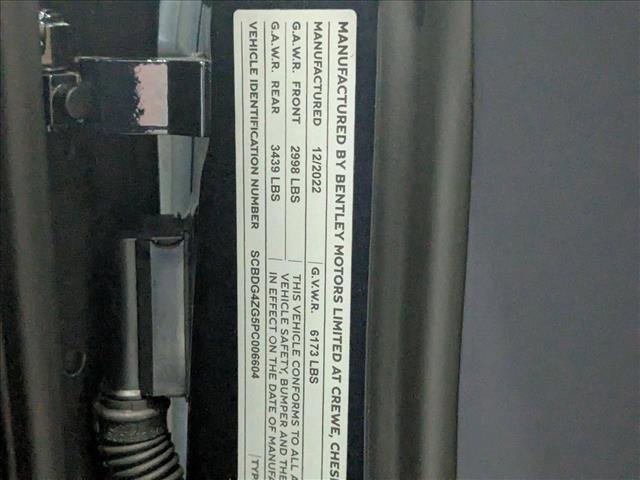 MANUFACTURED BY BENTLEY MOTORS LIMITED AT CREWE, CHES
MANUFACTURED 12/2022 G.V.W.R. 6173 LBS
G.A.W.R. FRONT 2998 LBS THIS VEHICLE CONFORMS TO ALL A
G.A.W.R. REAR 3439 LBS VEHICLE SAFETY, BUMPER AND THE
IN EFFECT ON THE DATE OF MANUFA
VEHICLE IDENTIFICATION NUMBER SCBDG4ZG5PC006604 TYP